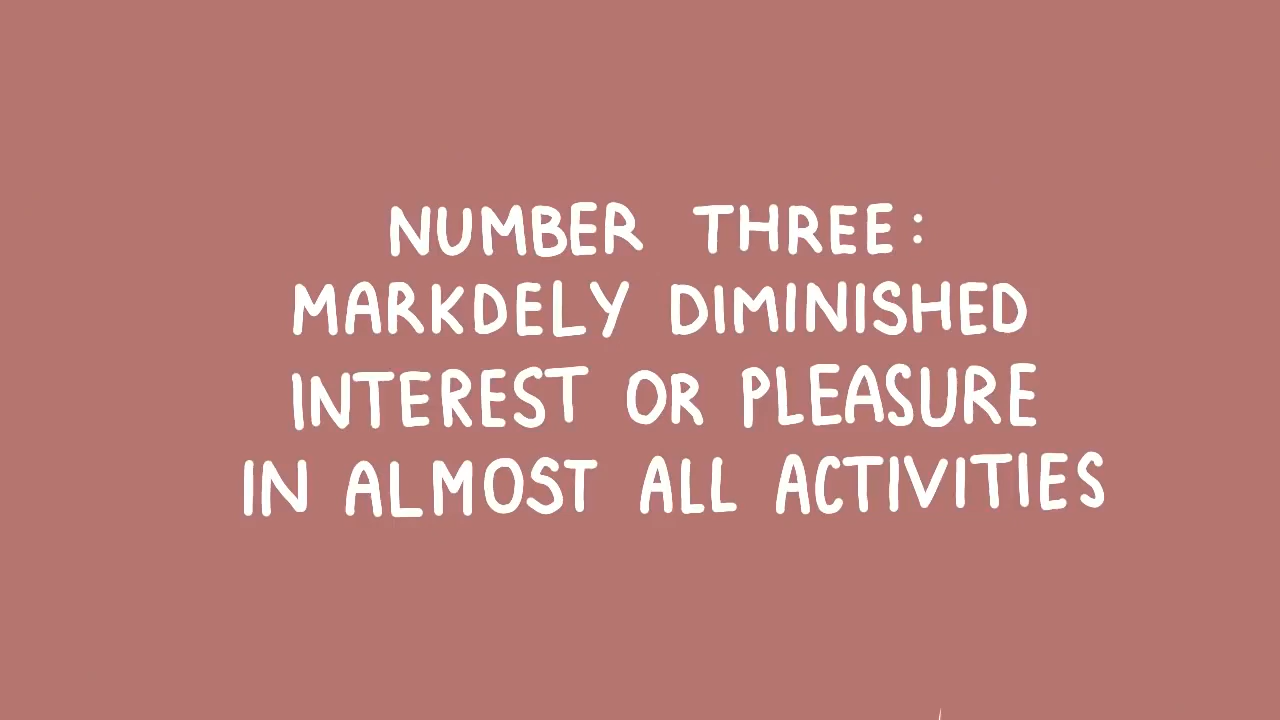 NUMBER THREE:
MARKDELY DIMINISHED
INTEREST OR PLEASURE
IN ALMOST ALL ACTIVITIES